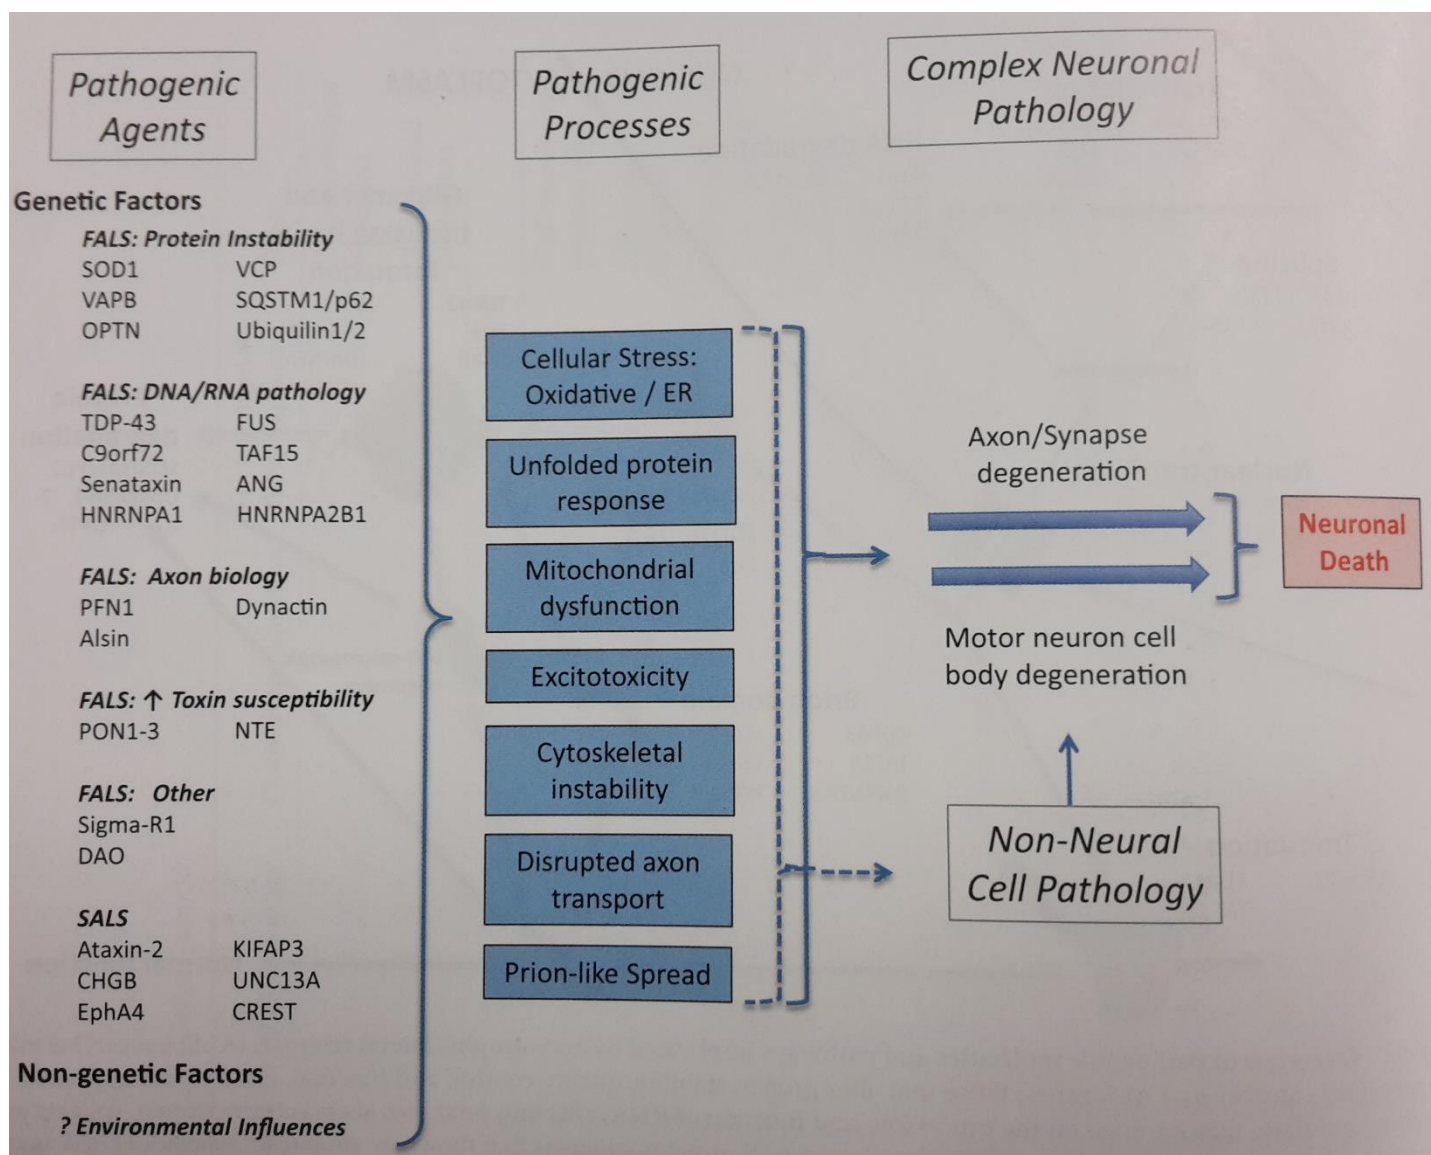 Pathogenic
Agents
Genetic Factors
FALS: Protein Instability
SOD1 VCP
VAPB SQSTM1/p62
OPTN Ubiquilin1/2
FALS: DNA/RNA pathology
TDP-43 FUS
C9orf72 TAF15
Senataxin ANG
HNRNPA1 HNRNPA2B1
FALS: Axon biology
PFN1 Dynactin
Alsin
FALS: ↑ Toxin susceptibility
PON1-3 NTE
FALS: Other
Sigma-R1
DAO
SALS
Ataxin-2 KIFAP3
CHGB UNC13A
EphA4 CREST
Non-genetic Factors
? Environmental Influences
Pathogenic
Processes
Cellular Stress:
Oxidative / ER
Unfolded protein
response
Mitochondrial
dysfunction
Excitotoxicity
Cytoskeletal
instability
Disrupted axon
transport
Prion-like Spread
Complex Neuronal
Pathology
Axon/Synapse
degeneration
Motor neuron cell
body degeneration
Non-Neural
Cell Pathology
Neuronal
Death